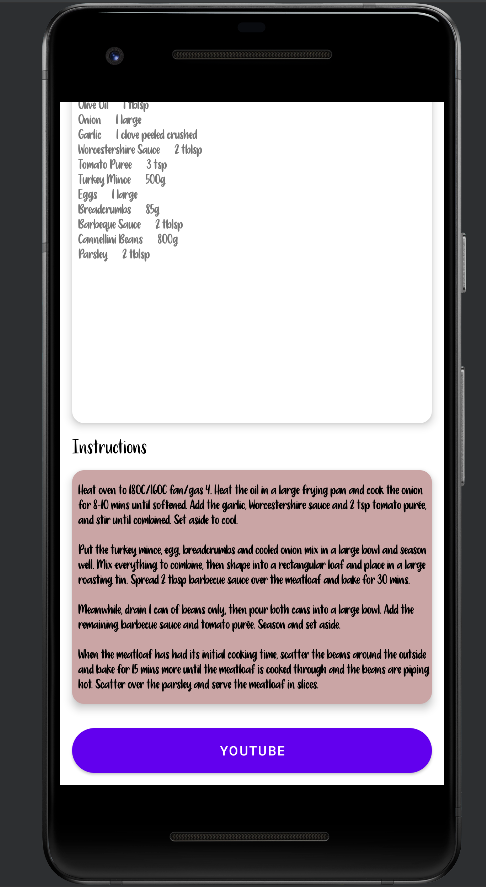 Olive Oil 1 tblsp
Onion 1 large
Garlic 1 clove peeled crushed
Worcestershire Sauce 2 tblsp
Tomato Puree 3 tsp
Turkey Mince 500g
Eggs 1 large
Breadcrumbs 85g
Barbeque Sauce 2 tblsp
Cannellini Beans 800g
Parsley 2 tblsp
Instructions
Heat oven to 180C/160C fan/gas 4. Heat the oil in a large frying pan and cook the onion
for 8-10 mins until softened. Add the garlic, Worcestershire sauce and 2 tsp tomato purée,
and stir until combined. Set aside to cool.
Put the turkey mince, egg, breadcrumbs and cooled onion mix in a large bowl and season
well. Mix everything to combine, then shape into a rectangular loaf and place in a large
roasting tin. Spread 2 tbsp barbecue sauce over the meatloaf and bake for 30 mins.
Meanwhile, drain 1 can of beans only, then pour both cans into a large bowl. Add the
remaining barbecue sauce and tomato purée. Season and set aside.
When the meatloaf has had its initial cooking time, scatter the beans around the outside
and bake for 15 mins more until the meatloaf is cooked through and the beans are piping
hot. Scatter over the parsley and serve the meatloaf in slices.
YOUTUBE